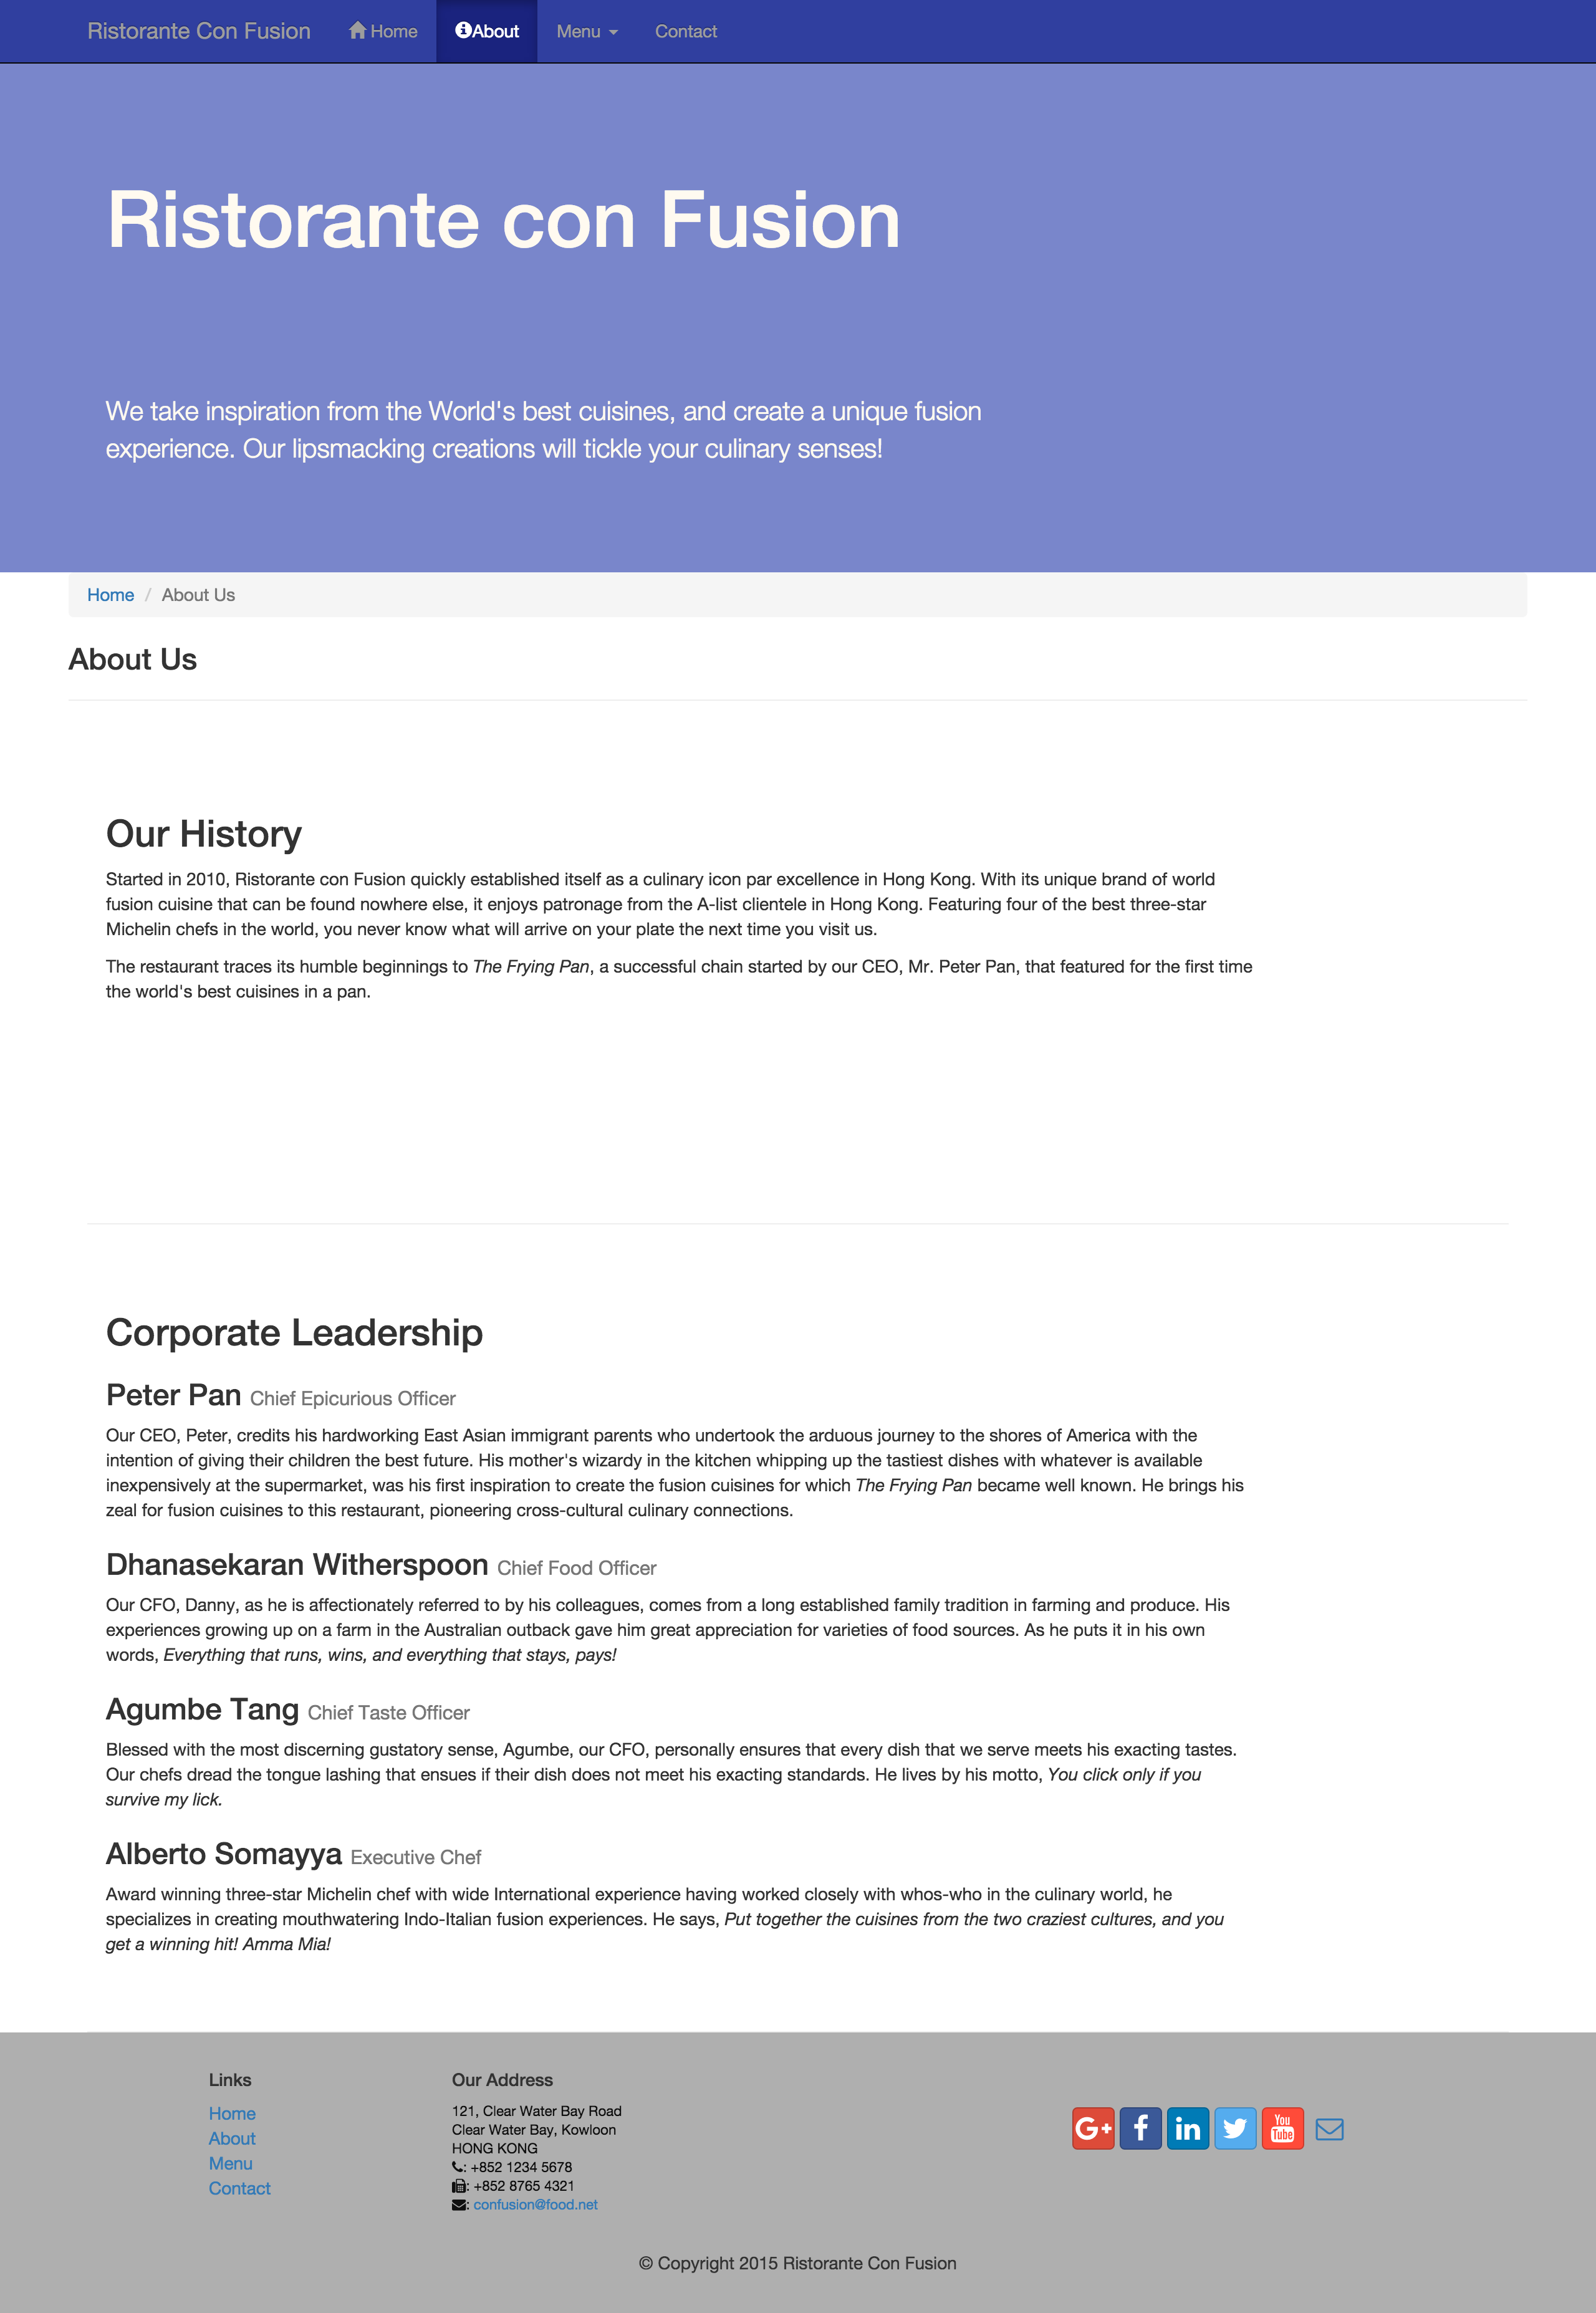 Ristorante Con Fusion Home About Menu Contact
Ristorante con Fusion
We take inspiration from the World's best cuisines, and create a unique fusion
experience. Our lipsmacking creations will tickle your culinary senses!
Home / About Us
About Us
Our History
Started in 2010, Ristorante con Fusion quickly established itself as a culinary icon par excellence in Hong Kong. With its unique brand of world
fusion cuisine that can be found nowhere else, it enjoys patronage from the A-list clientele in Hong Kong. Featuring four of the best three-star
Michelin chefs in the world, you never know what will arrive on your plate the next time you visit us.
The restaurant traces its humble beginnings to The Frying Pan, a successful chain started by our CEO, Mr. Peter Pan, that featured for the first time
the world's best cuisines in a pan.
Corporate Leadership
Peter Pan Chief Epicurious Officer
Our CEO, Peter, credits his hardworking East Asian immigrant parents who undertook the arduous journey to the shores of America with the
intention of giving their children the best future. His mother's wizardy in the kitchen whipping up the tastiest dishes with whatever is available
inexpensively at the supermarket, was his first inspiration to create the fusion cuisines for which The Frying Pan became well known. He brings his
zeal for fusion cuisines to this restaurant, pioneering cross-cultural culinary connections.
Dhanasekaran Witherspoon Chief Food Officer
Our CFO, Danny, as he is affectionately referred to by his colleagues, comes from a long established family tradition in farming and produce. His
experiences growing up on a farm in the Australian outback gave him great appreciation for varieties of food sources. As he puts it in his own
words, Everything that runs, wins, and everything that stays, pays!
Agumbe Tang Chief Taste Officer
Blessed with the most discerning gustatory sense, Agumbe, our CFO, personally ensures that every dish that we serve meets his exacting tastes.
Our chefs dread the tongue lashing that ensues if their dish does not meet his exacting standards. He lives by his motto, You click only if you
survive my lick.
Alberto Somayya Executive Chef
Award winning three-star Michelin chef with wide International experience having worked closely with whos-who in the culinary world, he
specializes in creating mouthwatering Indo-Italian fusion experiences. He says, Put together the cuisines from the two craziest cultures, and you
get a winning hit! Amma Mia!
Links
Home
About
Menu
Contact
Our Address
121, Clear Water Bay Road
Clear Water Bay, Kowloon
HONG KONG
: +852 1234 5678
: +852 8765 4321
: confusion@food.net
G+ f in You Tube
© Copyright 2015 Ristorante Con Fusion